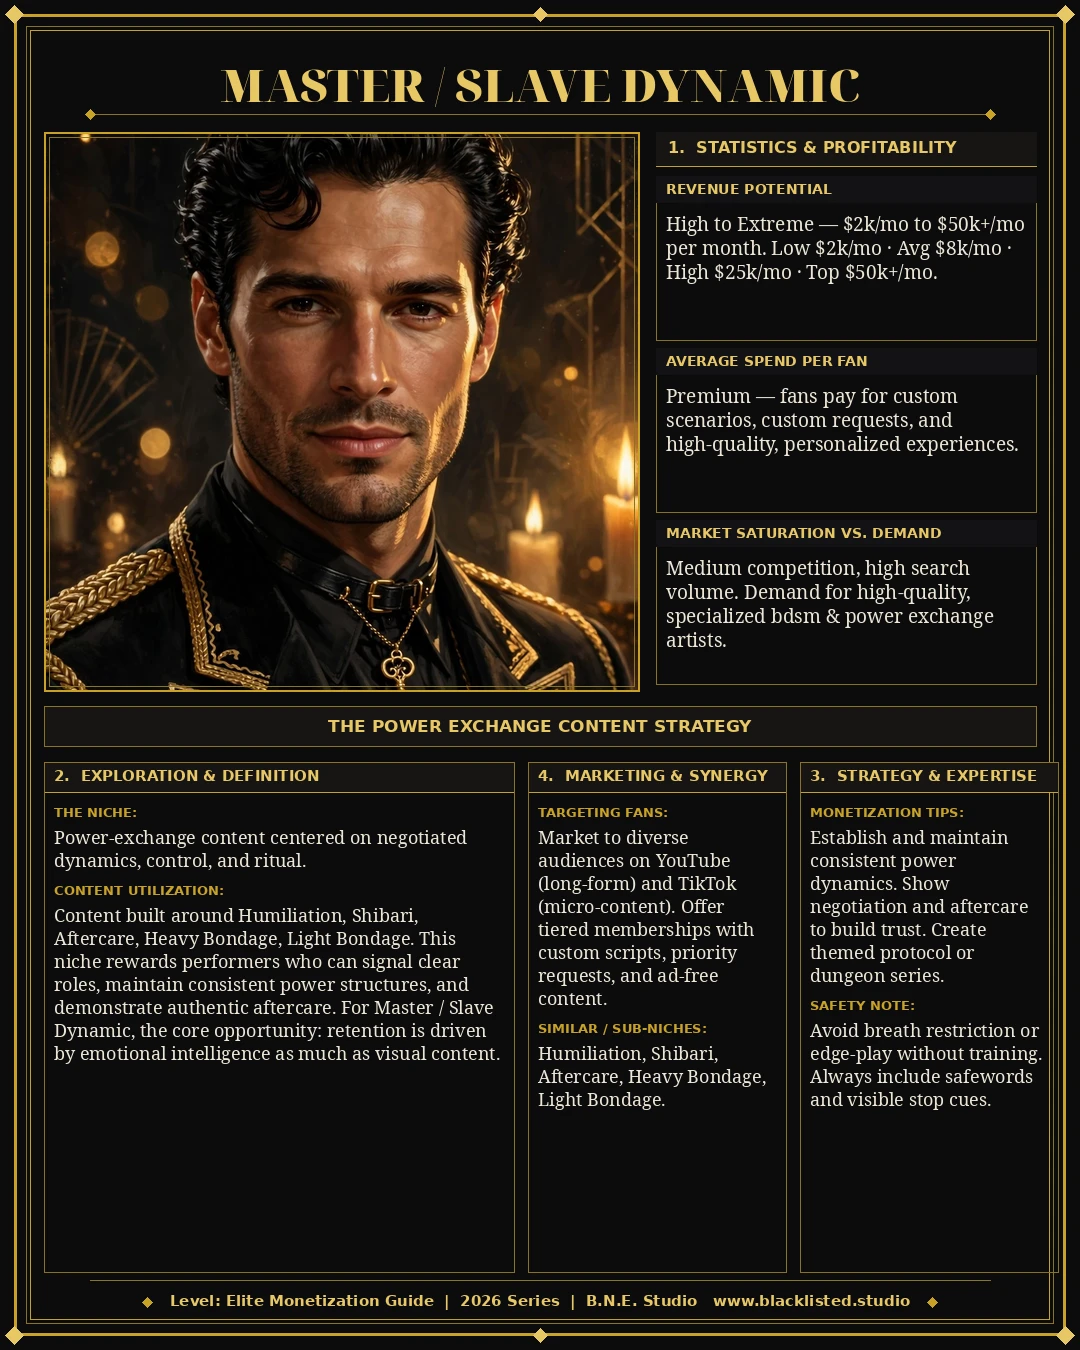 MASTER / SLAVE DYNAMIC
1. STATISTICS & PROFITABILITY
REVENUE POTENTIAL
High to Extreme — $2k/mo to $50k+/mo
per month. Low $2k/mo · Avg $8k/mo ·
High $25k/mo · Top $50k+/mo.
AVERAGE SPEND PER FAN
Premium — fans pay for custom
scenarios, custom requests, and
high-quality, personalized experiences.
MARKET SATURATION VS. DEMAND
Medium competition, high search
volume. Demand for high-quality,
specialized bdsm & power exchange
artists.
THE POWER EXCHANGE CONTENT STRATEGY
2. EXPLORATION & DEFINITION
THE NICHE:
Power-exchange content centered on negotiated
dynamics, control, and ritual.
CONTENT UTILIZATION:
Content built around Humiliation, Shibari,
Aftercare, Heavy Bondage, Light Bondage. This
niche rewards performers who can signal clear
roles, maintain consistent power structures, and
demonstrate authentic aftercare. For Master / Slave
Dynamic, the core opportunity: retention is driven
by emotional intelligence as much as visual content.
4. MARKETING & SYNERGY
TARGETING FANS:
Market to diverse
audiences on YouTube
(long-form) and TikTok
(micro-content). Offer
tiered memberships with
custom scripts, priority
requests, and ad-free
content.
SIMILAR / SUB-NICHES:
Humiliation, Shibari,
Aftercare, Heavy Bondage,
Light Bondage.
3. STRATEGY & EXPERTISE
MONETIZATION TIPS:
Establish and maintain
consistent power
dynamics. Show
negotiation and aftercare
to build trust. Create
themed protocol or
dungeon series.
SAFETY NOTE:
Avoid breath restriction or
edge-play without training.
Always include safewords
and visible stop cues.
Level: Elite Monetization Guide | 2026 Series | B.N.E. Studio www.blacklisted.studio